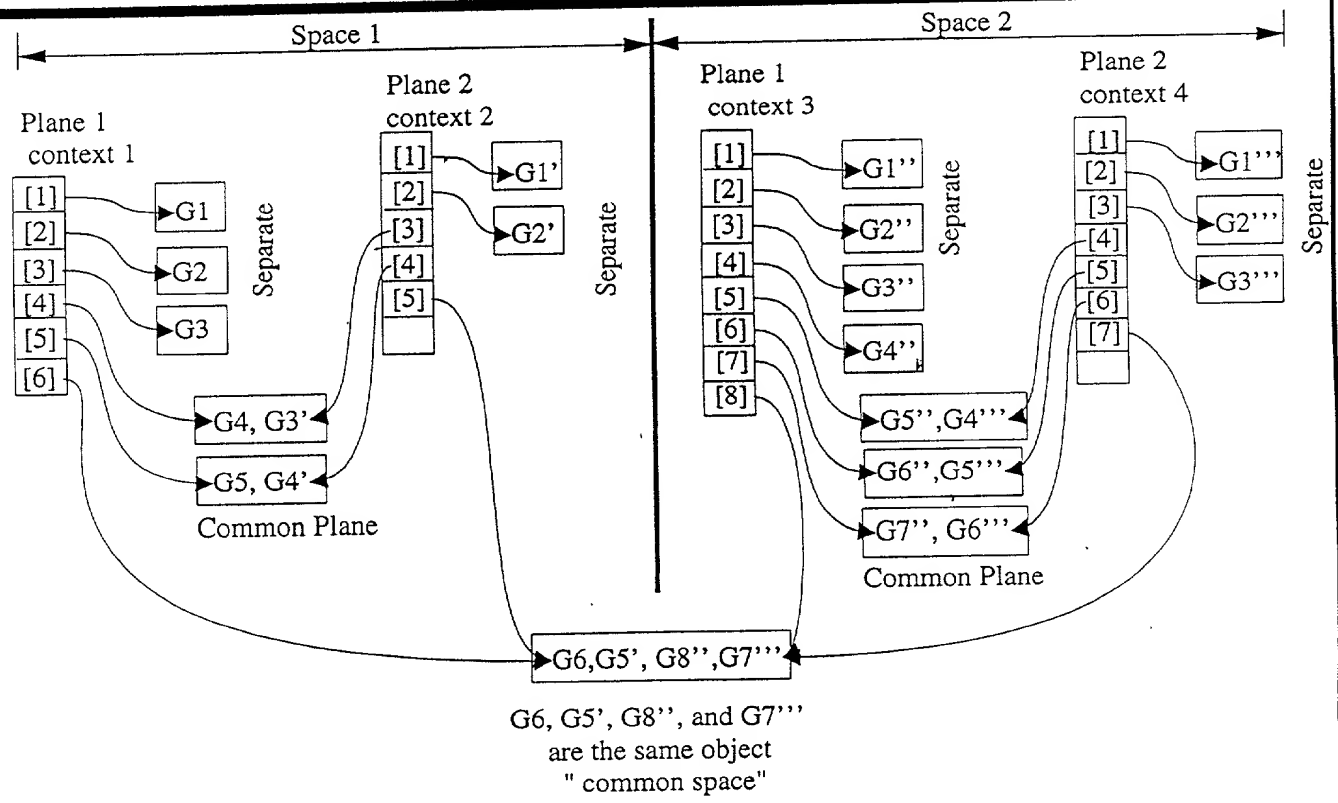 Space 1
Space 2
Plane 1
context 1
[1]
[2]
[3]
[4]
[5]
[6]
G1
G2
G3
Separate
Plane 2
context 2
[1]
[2]
[3]
[4]
[5]
G1’
G2’
Separate
G4, G3’
G5, G4’
Common Plane
Plane 1
context 3
[1]
[2]
[3]
[4]
[5]
[6]
[7]
[8]
G1’’
G2’’
G3’’
G4’’
Separate
Plane 2
context 4
[1]
[2]
[3]
[4]
[5]
[6]
[7]
G1’’’
G2’’’
G3’’’
Separate
G5’’,G4’’’
G6’’,G5’’’
G7’’, G6’’’
Common Plane
G6,G5’, G8’’,G7’’’
G6, G5’, G8’’, and G7’’’
are the same object
" common space"